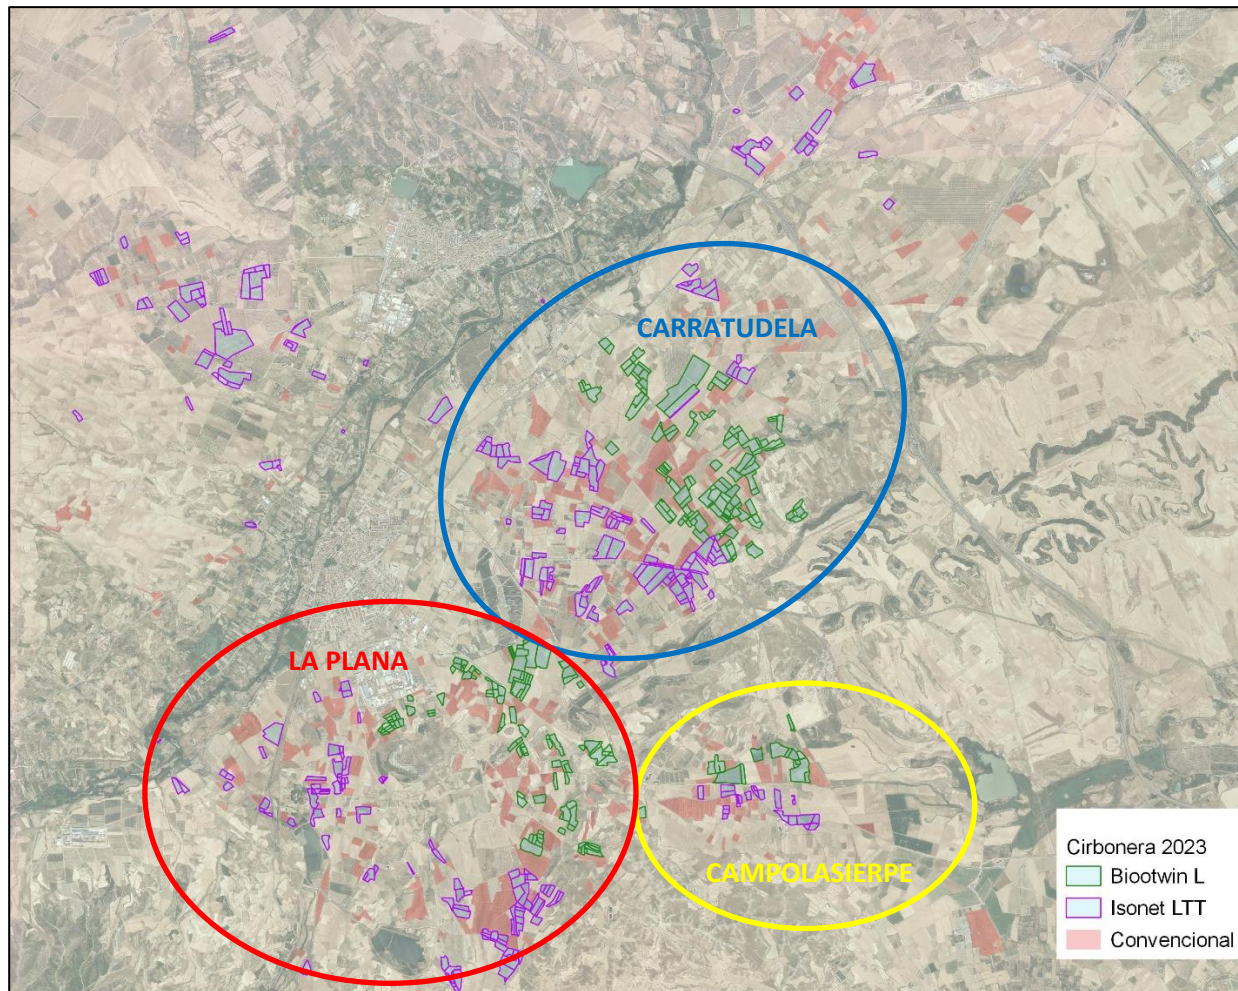 CARRATUDELA
LA PLANA
CAMPOLASIERPE
Cirbonera 2023
Biootwin L
Isonet LTT
Convencional